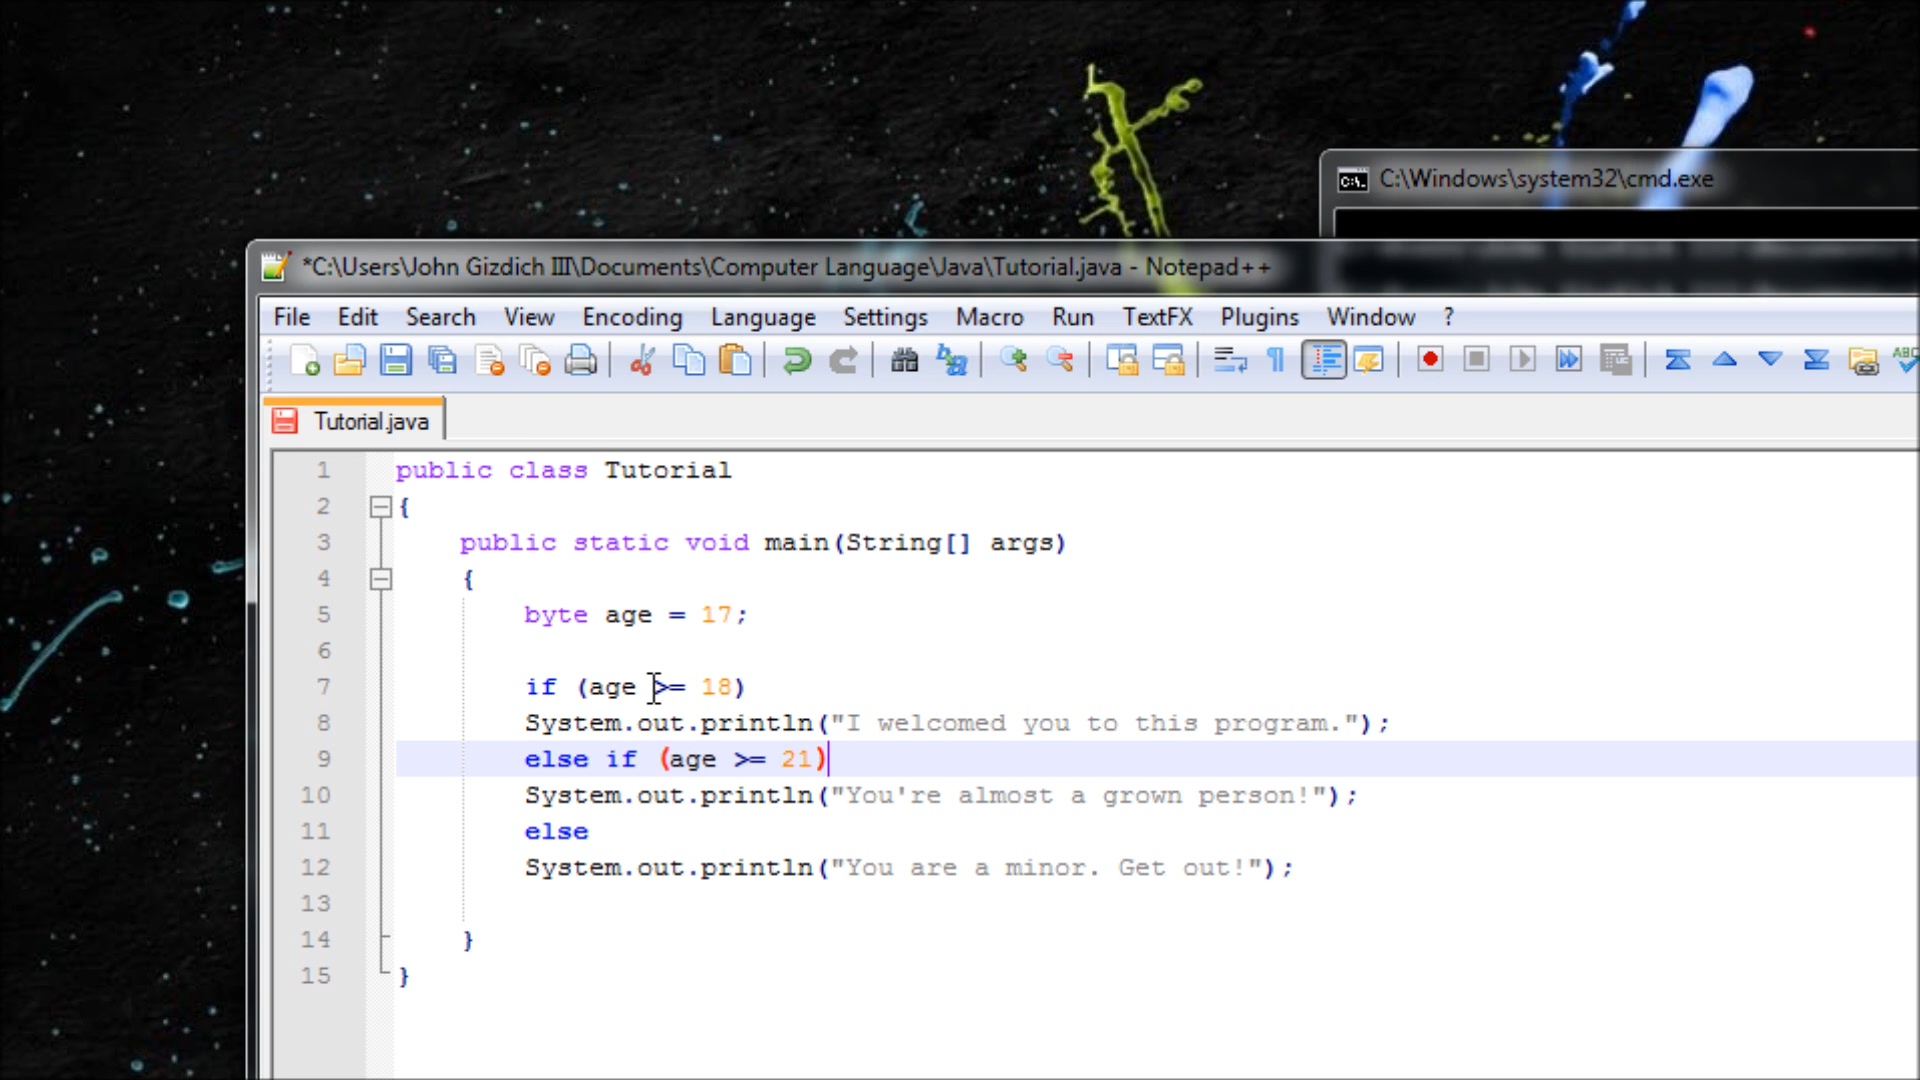 C:\Windows\system32\cmd.exe
*C:\Users\John Gizdich III\Documents\Computer Language\Java\Tutorial.java - Notepad++
File Edit Search View Encoding Language Settings Macro Run TextFX Plugins Window ?
Tutorial.java
1 public class Tutorial
2 {
3 public static void main(String[] args)
4 {
5 byte age = 17;
6
7 if (age >= 18)
8 System.out.println("I welcomed you to this program.");
9 else if (age >= 21)
10 System.out.println("You're almost a grown person!");
11 else
12 System.out.println("You are a minor. Get out!");
13
14 }
15 }